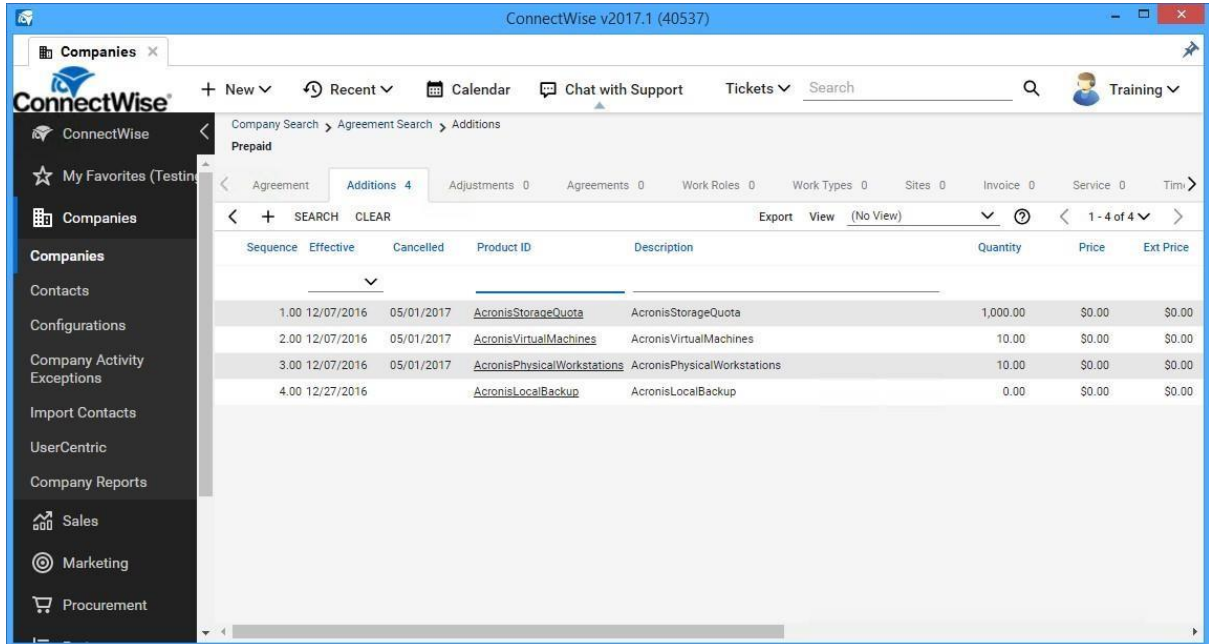 ConnectWise v2017.1 (40537)
Companies
ConnectWise®
New
Recent
Calendar
Chat with Support
Tickets
Search
Training
ConnectWise
My Favorites (Testing
Companies
Companies
Contacts
Configurations
Company Activity
Exceptions
Import Contacts
UserCentric
Company Reports
Sales
Marketing
Procurement
Company Search > Agreement Search > Additions
Prepaid
Agreement Additions 4 Adjustments 0 Agreements 0 Work Roles 0 Work Types 0 Sites 0 Invoice 0 Service 0 Time
+ SEARCH CLEAR Export View (No View) 1 - 4 of 4
Sequence Effective Cancelled Product ID Description Quantity Price Ext Price
1.00 12/07/2016 05/01/2017 AcronisStorageQuota AcronisStorageQuota 1,000.00 $0.00 $0.00
2.00 12/07/2016 05/01/2017 AcronisVirtualMachines AcronisVirtualMachines 10.00 $0.00 $0.00
3.00 12/07/2016 05/01/2017 AcronisPhysicalWorkstations AcronisPhysicalWorkstations 10.00 $0.00 $0.00
4.00 12/27/2016 AcronisLocalBackup AcronisLocalBackup 0.00 $0.00 $0.00